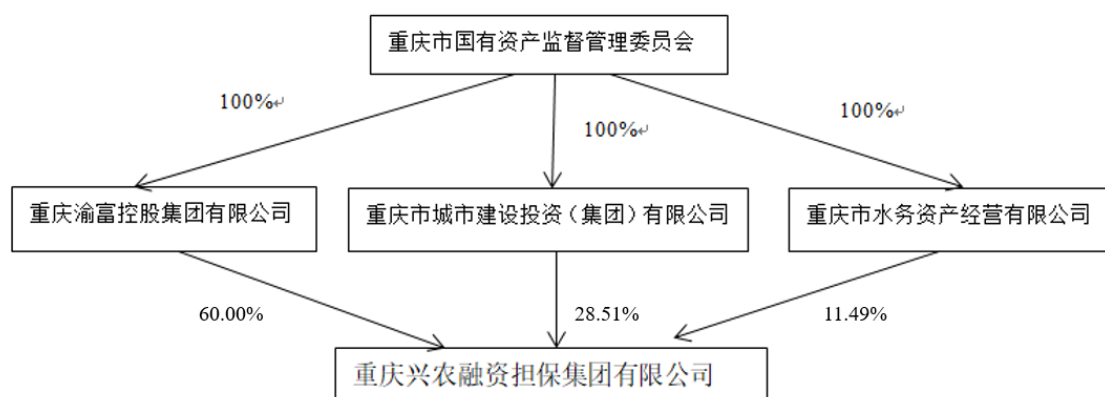 重庆市国有资产监督管理委员会
100%↵
100%↵
100%↵
重庆渝富控股集团有限公司
重庆市城市建设投资（集团）有限公司
重庆市水务资产经营有限公司
60.00%
28.51%
11.49%
重庆兴农融资担保集团有限公司